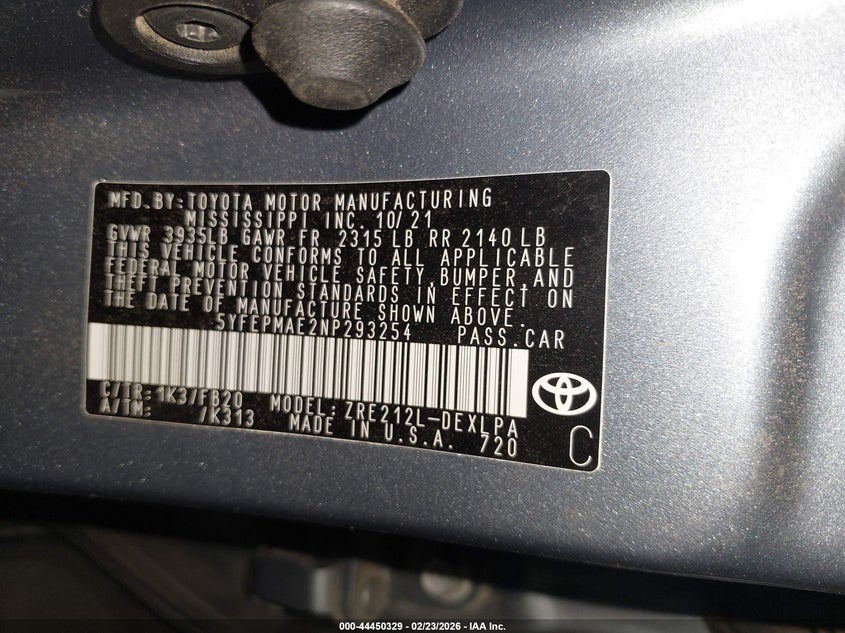 MFD. BY: TOYOTA MOTOR MANUFACTURING
MISSISSIPPI INC. 10/21
GVWR 3935LB GAWR FR 2315 LB RR 2140 LB
THIS VEHICLE CONFORMS TO ALL APPLICABLE
FEDERAL MOTOR VEHICLE SAFETY, BUMPER, AND
THEFT PREVENTION STANDARDS IN EFFECT ON
THE DATE OF MANUFACTURE SHOWN ABOVE.
5YFEPMAE2NP293254 PASS. CAR
C/TR: 1K3/FB20 MODEL: ZRE212L-DEXLPA
A/TM: /K313 MADE IN U.S.A. 720
C
000-44450329 - 02/23/2026 - IAA Inc.